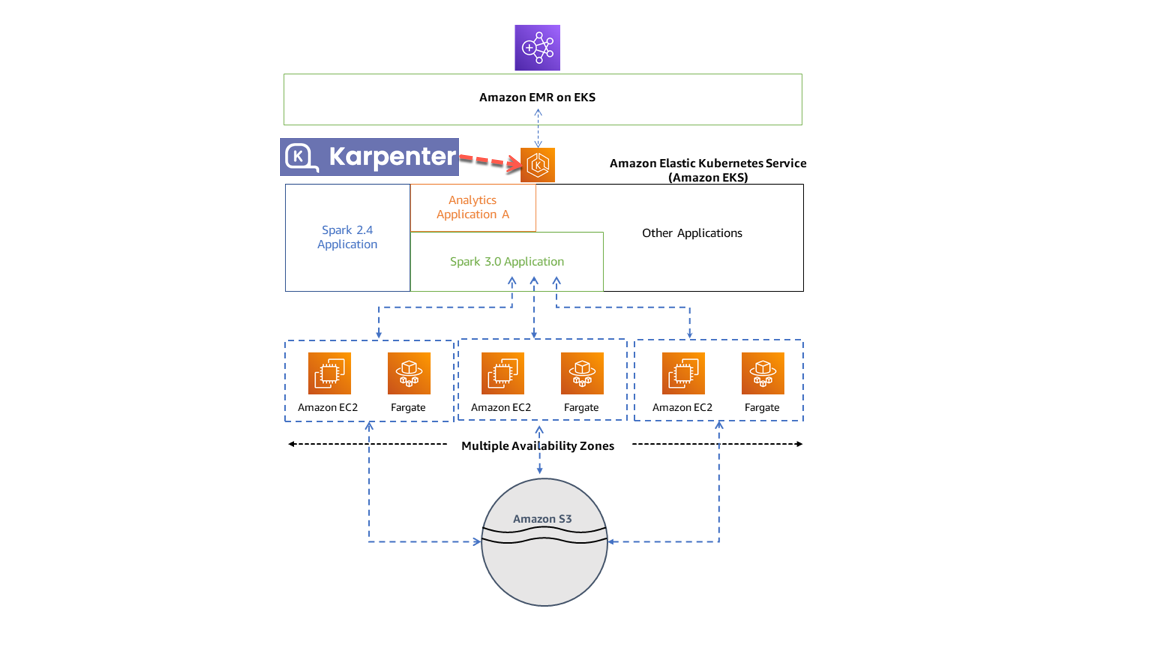 Amazon EMR on EKS
K Karpenter
K
Amazon Elastic Kubernetes Service
(Amazon EKS)
Spark 2.4
Application
Analytics
Application A
Spark 3.0 Application
Other Applications
Amazon EC2
Fargate
Amazon EC2
Fargate
Amazon EC2
Fargate
Multiple Availability Zones
Amazon S3